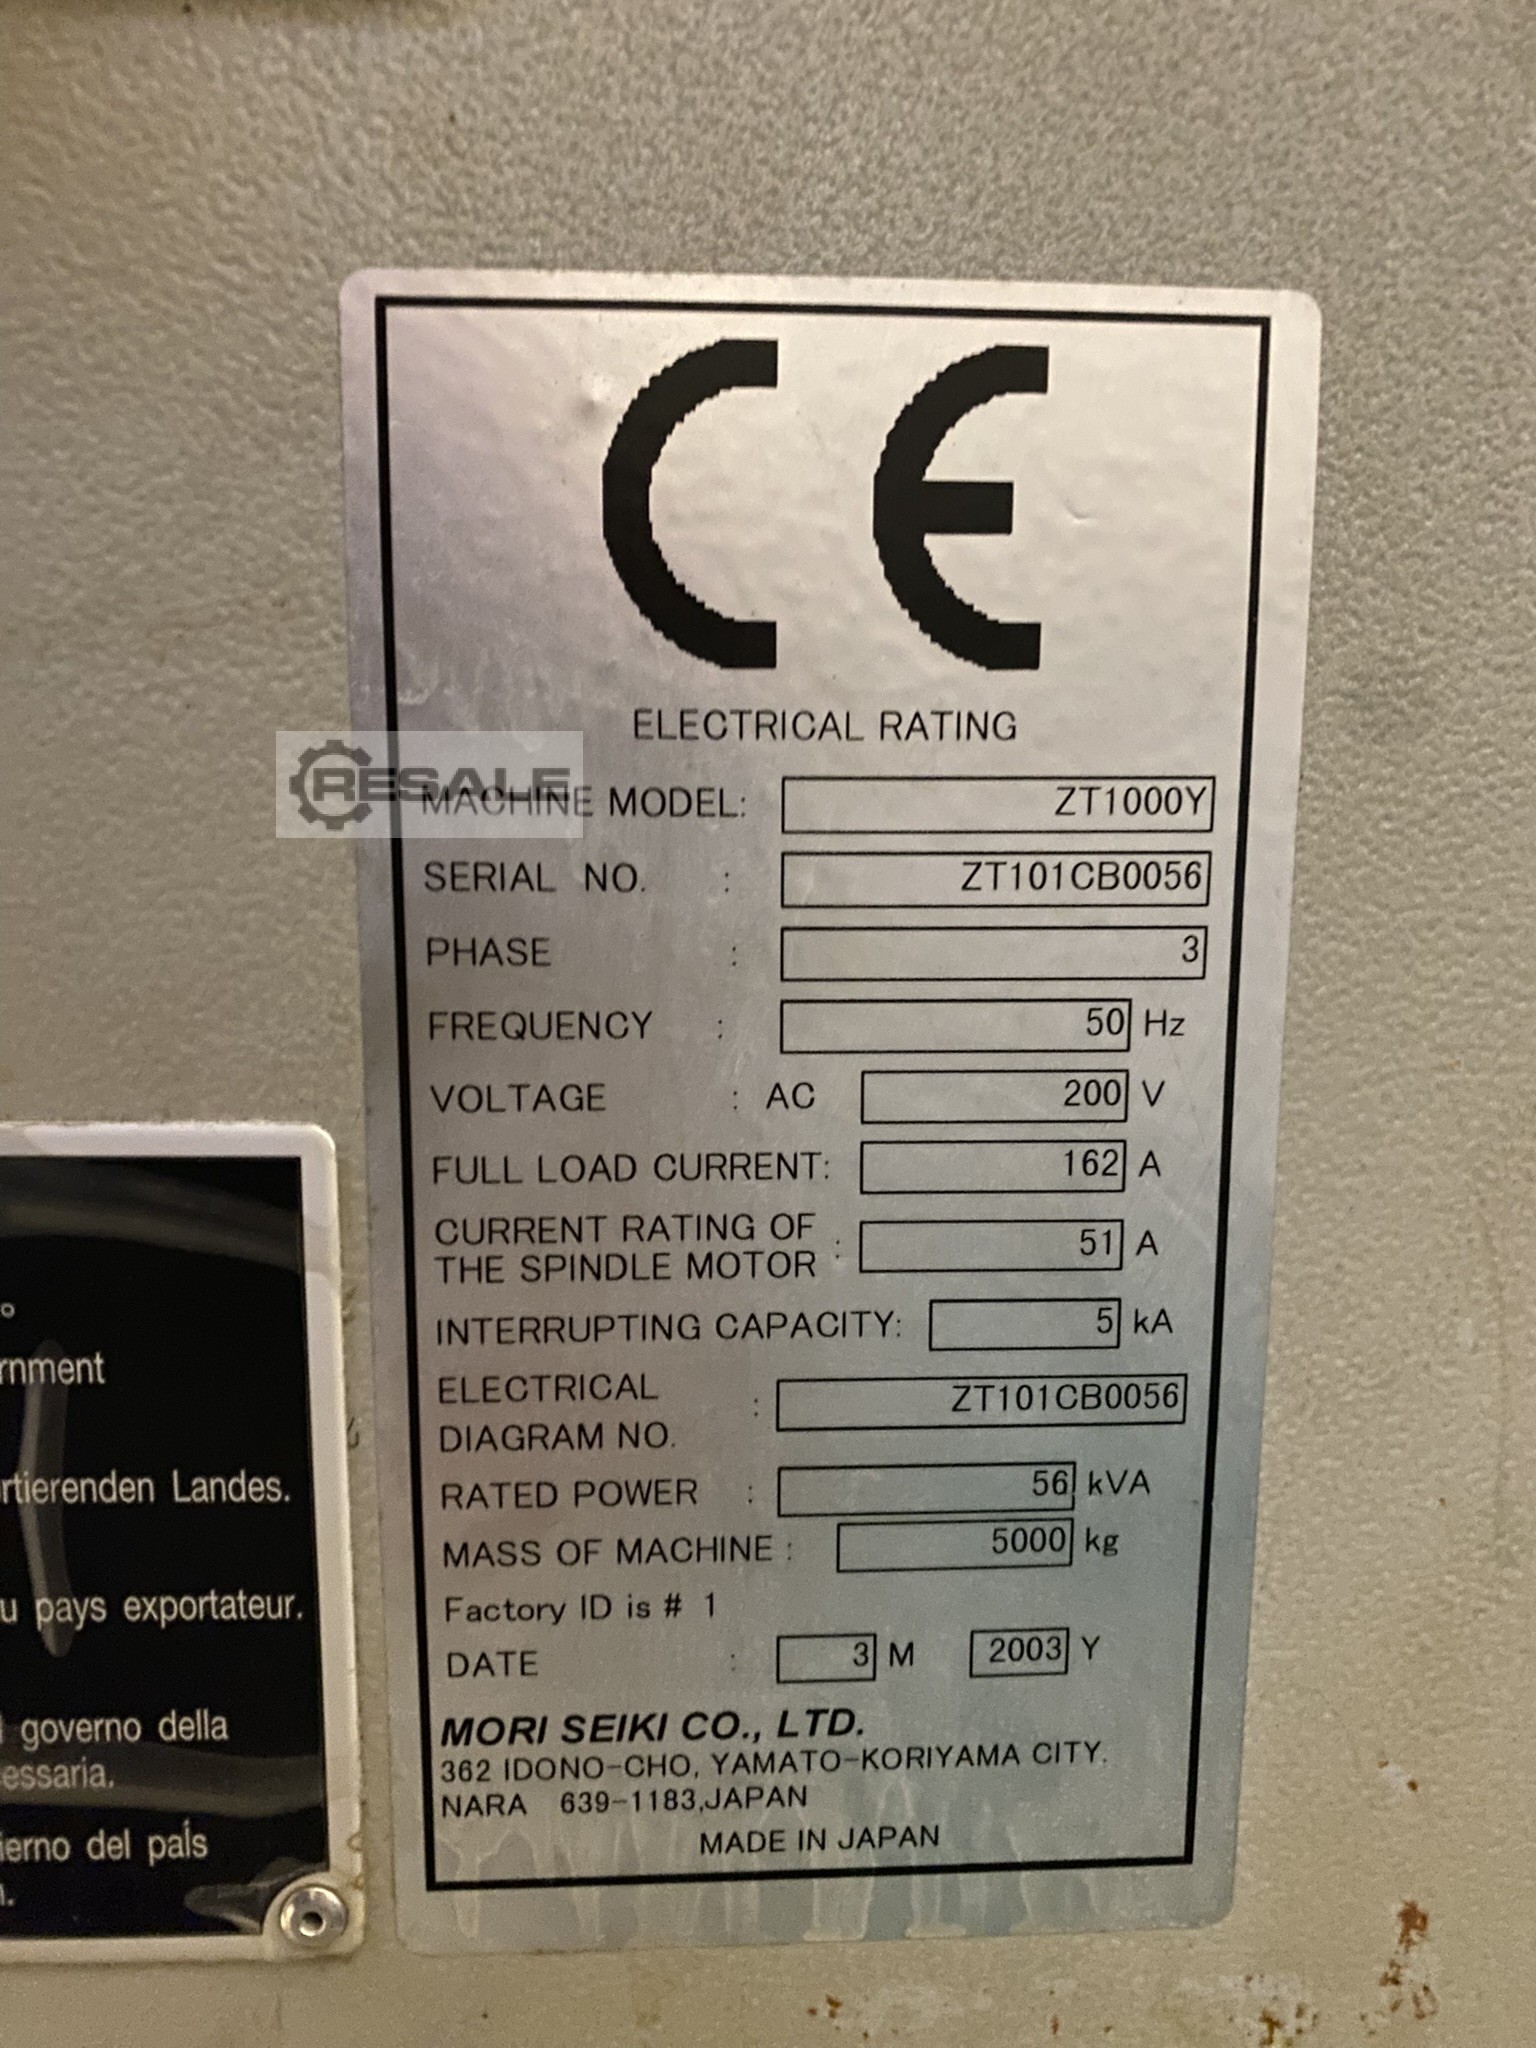 CE
ELECTRICAL RATING
RESALE
MACHINE MODEL: ZT1000Y
SERIAL NO. : ZT101CB0056
PHASE : 3
FREQUENCY : 50 Hz
VOLTAGE : AC 200 V
FULL LOAD CURRENT: 162 A
CURRENT RATING OF
THE SPINDLE MOTOR : 51 A
INTERRUPTING CAPACITY: 5 kA
ELECTRICAL
DIAGRAM NO. : ZT101CB0056
RATED POWER : 56 kVA
MASS OF MACHINE : 5000 kg
Factory ID is # 1
DATE : 3 M 2003 Y
MORI SEIKI CO., LTD.
362 IDONO-CHO, YAMATO-KORIYAMA CITY.
NARA 639-1183,JAPAN
MADE IN JAPAN
rnment
rtierenden Landes.
u pays exportateur.
governo della
essaria.
ierno del país